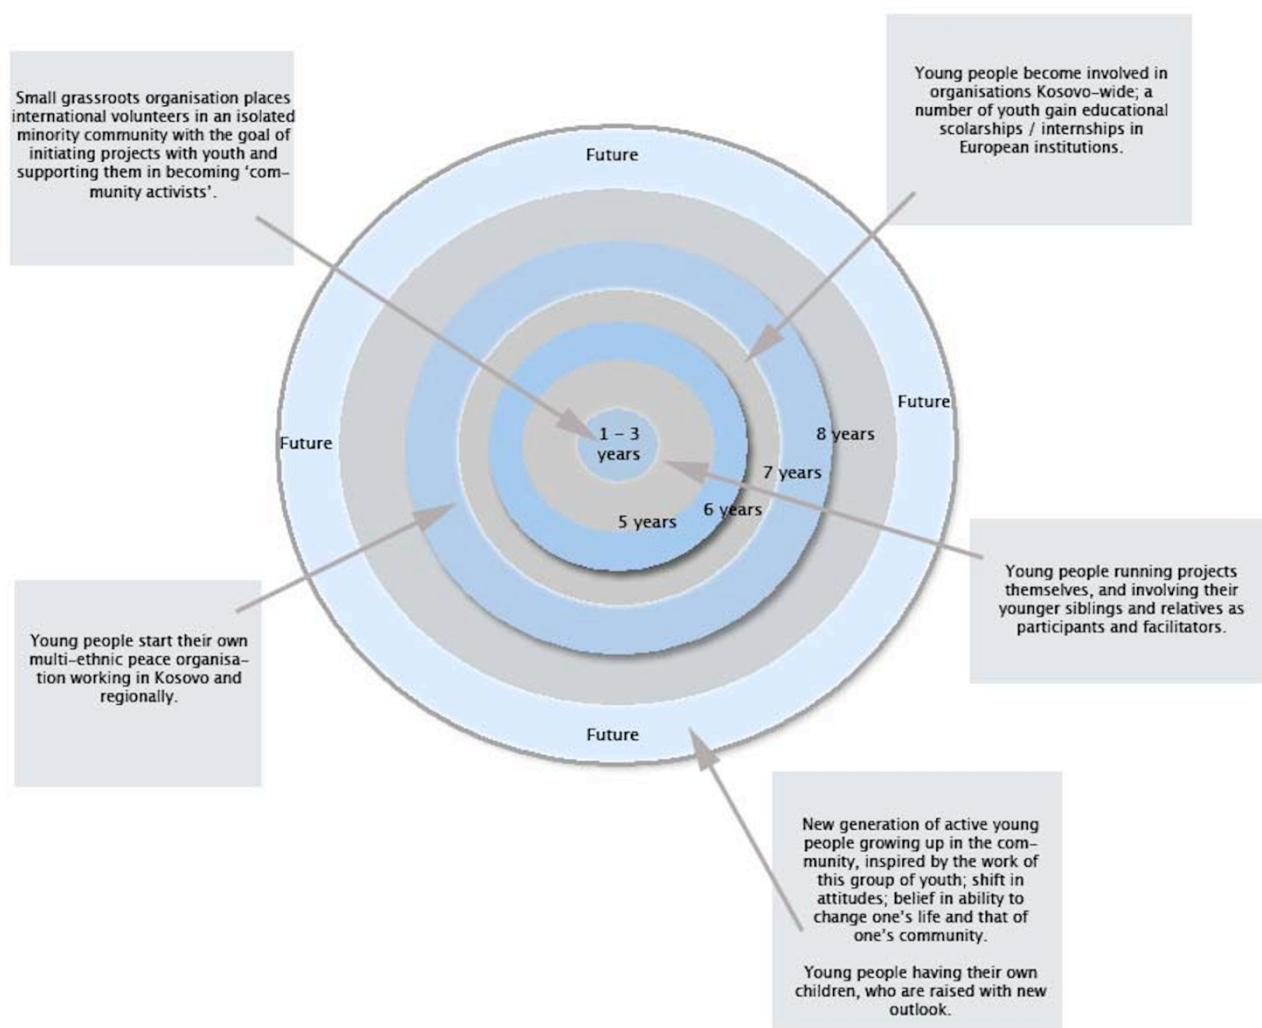 Small grassroots organisation places
international volunteers in an isolated
minority community with the goal of
initiating projects with youth and
supporting them in becoming ‘com-
munity activists’.
Young people become involved in
organisations Kosovo-wide; a
number of youth gain educational
scolarships / internships in
European institutions.
Future
Future
Future
1 – 3
years
8 years
7 years
6 years
5 years
Young people running projects
themselves, and involving their
younger siblings and relatives as
participants and facilitators.
Young people start their own
multi-ethnic peace organisa-
tion working in Kosovo and
regionally.
Future
New generation of active young
people growing up in the com-
munity, inspired by the work of
this group of youth; shift in
attitudes; belief in ability to
change one’s life and that of
one’s community.
Young people having their own
children, who are raised with new
outlook.